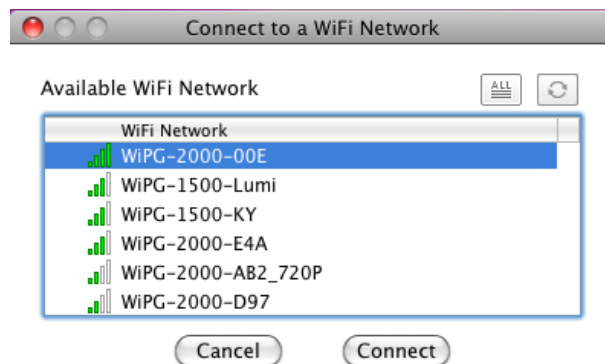 Connect to a WiFi Network
Available WiFi Network
ALL
WiFi Network
WiPG-2000-00E
WiPG-1500-Lumi
WiPG-1500-KY
WiPG-2000-E4A
WiPG-2000-AB2_720P
WiPG-2000-D97
Cancel Connect